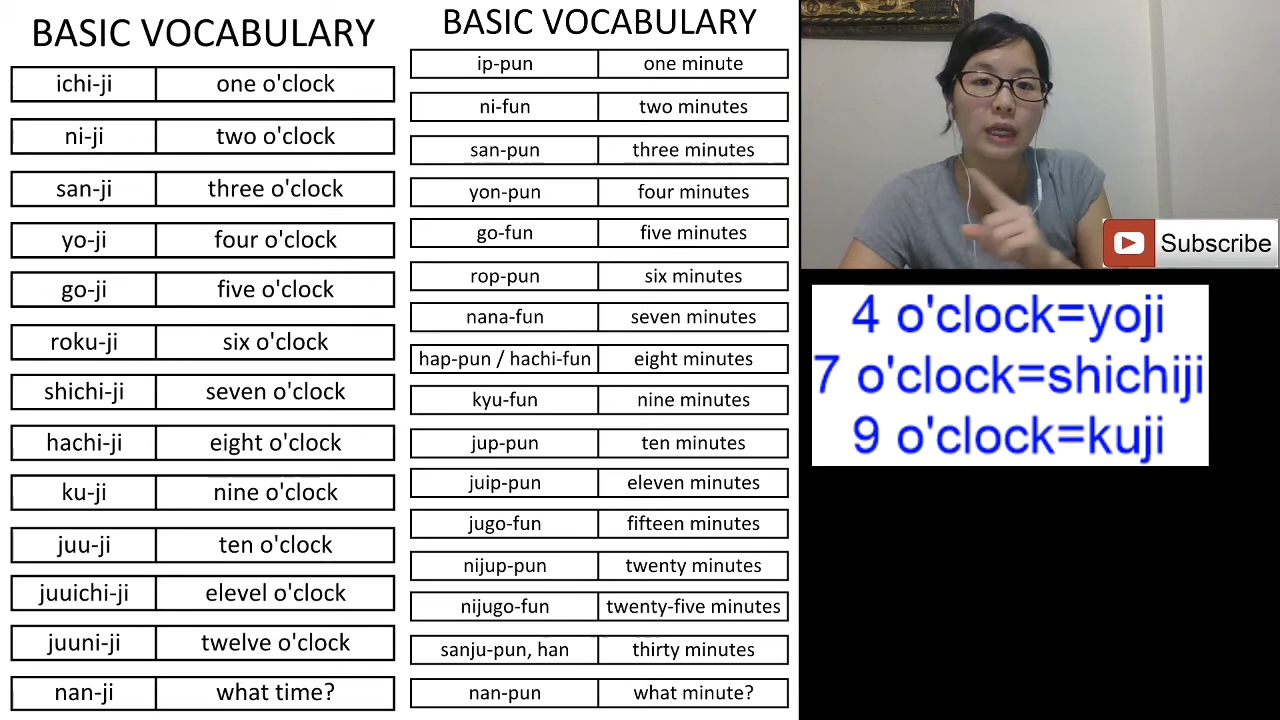 BASIC VOCABULARY
ichi-ji one o'clock
ni-ji two o'clock
san-ji three o'clock
yo-ji four o'clock
go-ji five o'clock
roku-ji six o'clock
shichi-ji seven o'clock
hachi-ji eight o'clock
ku-ji nine o'clock
juu-ji ten o'clock
juuichi-ji elevel o'clock
juuni-ji twelve o'clock
nan-ji what time?
BASIC VOCABULARY
ip-pun one minute
ni-fun two minutes
san-pun three minutes
yon-pun four minutes
go-fun five minutes
rop-pun six minutes
nana-fun seven minutes
hap-pun / hachi-fun eight minutes
kyu-fun nine minutes
jup-pun ten minutes
juip-pun eleven minutes
jugo-fun fifteen minutes
nijup-pun twenty minutes
nijugo-fun twenty-five minutes
sanju-pun, han thirty minutes
nan-pun what minute?
Subscribe
4 o'clock=yoji
7 o'clock=shichiji
9 o'clock=kuji